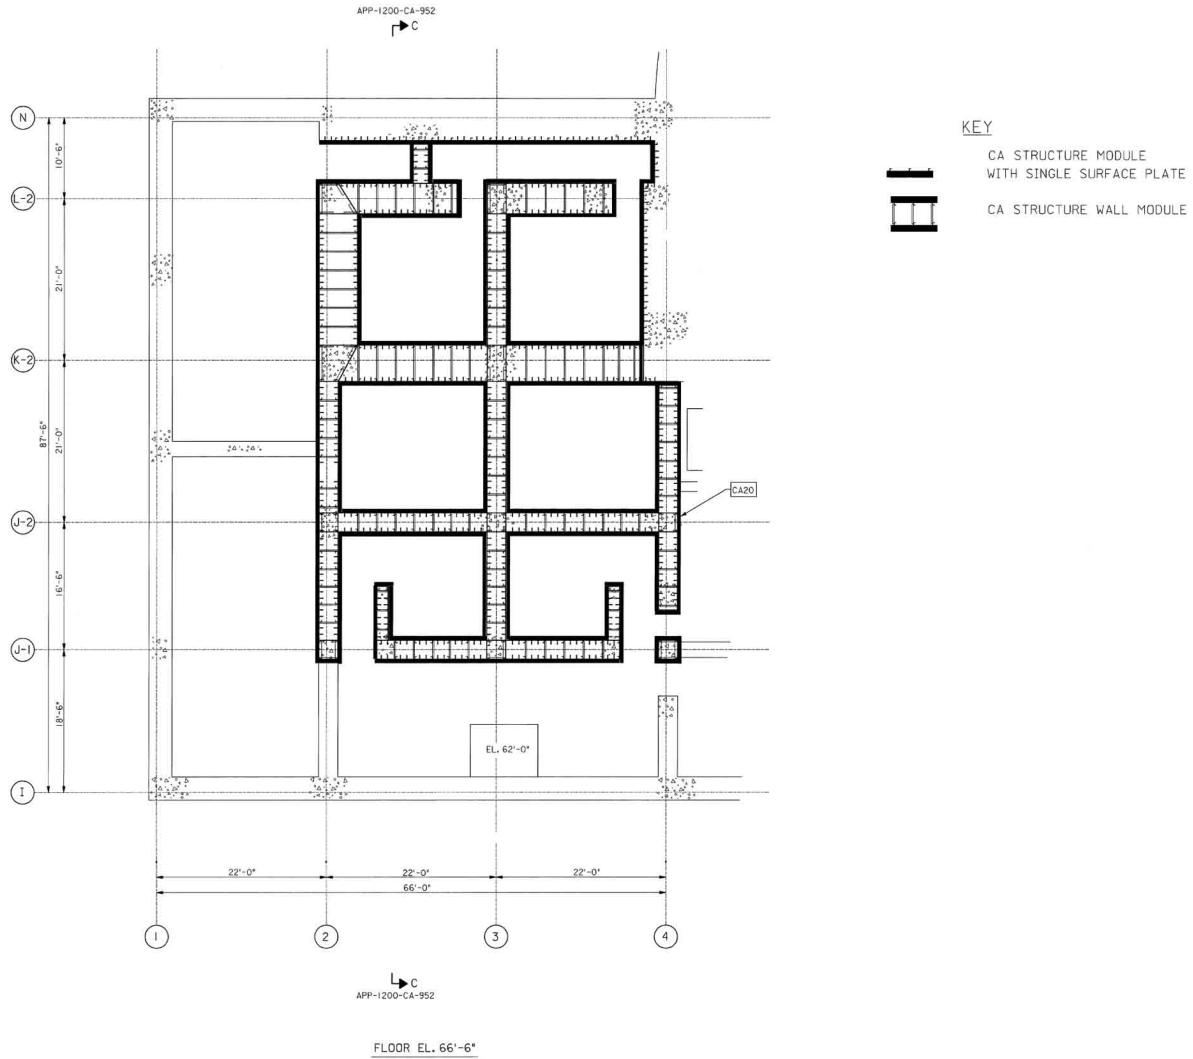 APP-1200-CA-952
C
N
KEY
CA STRUCTURE MODULE
WITH SINGLE SURFACE PLATE
CA STRUCTURE WALL MODULE
10'-6"
L-2
21'-0"
K-2
87'-6"
21'-0"
CA20
J-2
16'-6"
J-1
18'-6"
EL. 62'-0"
I
22'-0"
22'-0"
22'-0"
66'-0"
1
2
3
4
C
APP-1200-CA-952
FLOOR EL. 66'-6"